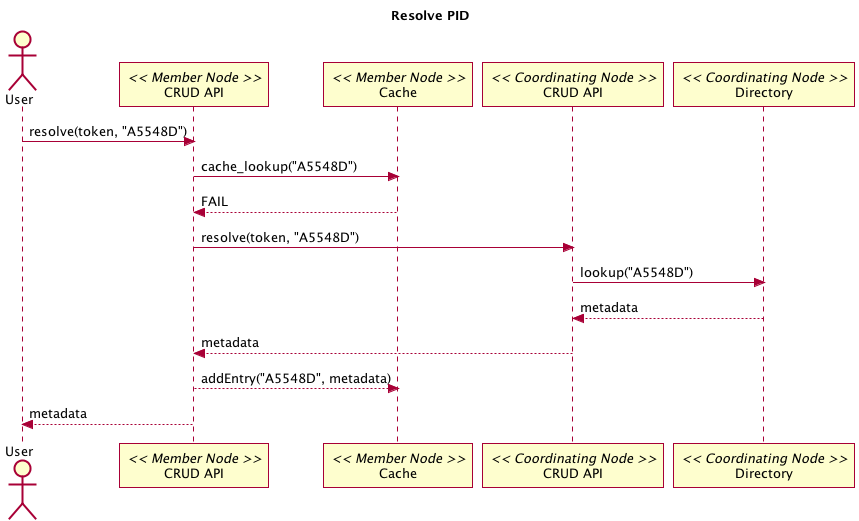 Resolve PID
User
<< Member Node >>
CRUD API
<< Member Node >>
Cache
<< Coordinating Node >>
CRUD API
<< Coordinating Node >>
Directory
resolve(token, "A5548D")
cache_lookup("A5548D")
FAIL
resolve(token, "A5548D")
lookup("A5548D")
metadata
metadata
addEntry("A5548D", metadata)
metadata
User
<< Member Node >>
CRUD API
<< Member Node >>
Cache
<< Coordinating Node >>
CRUD API
<< Coordinating Node >>
Directory